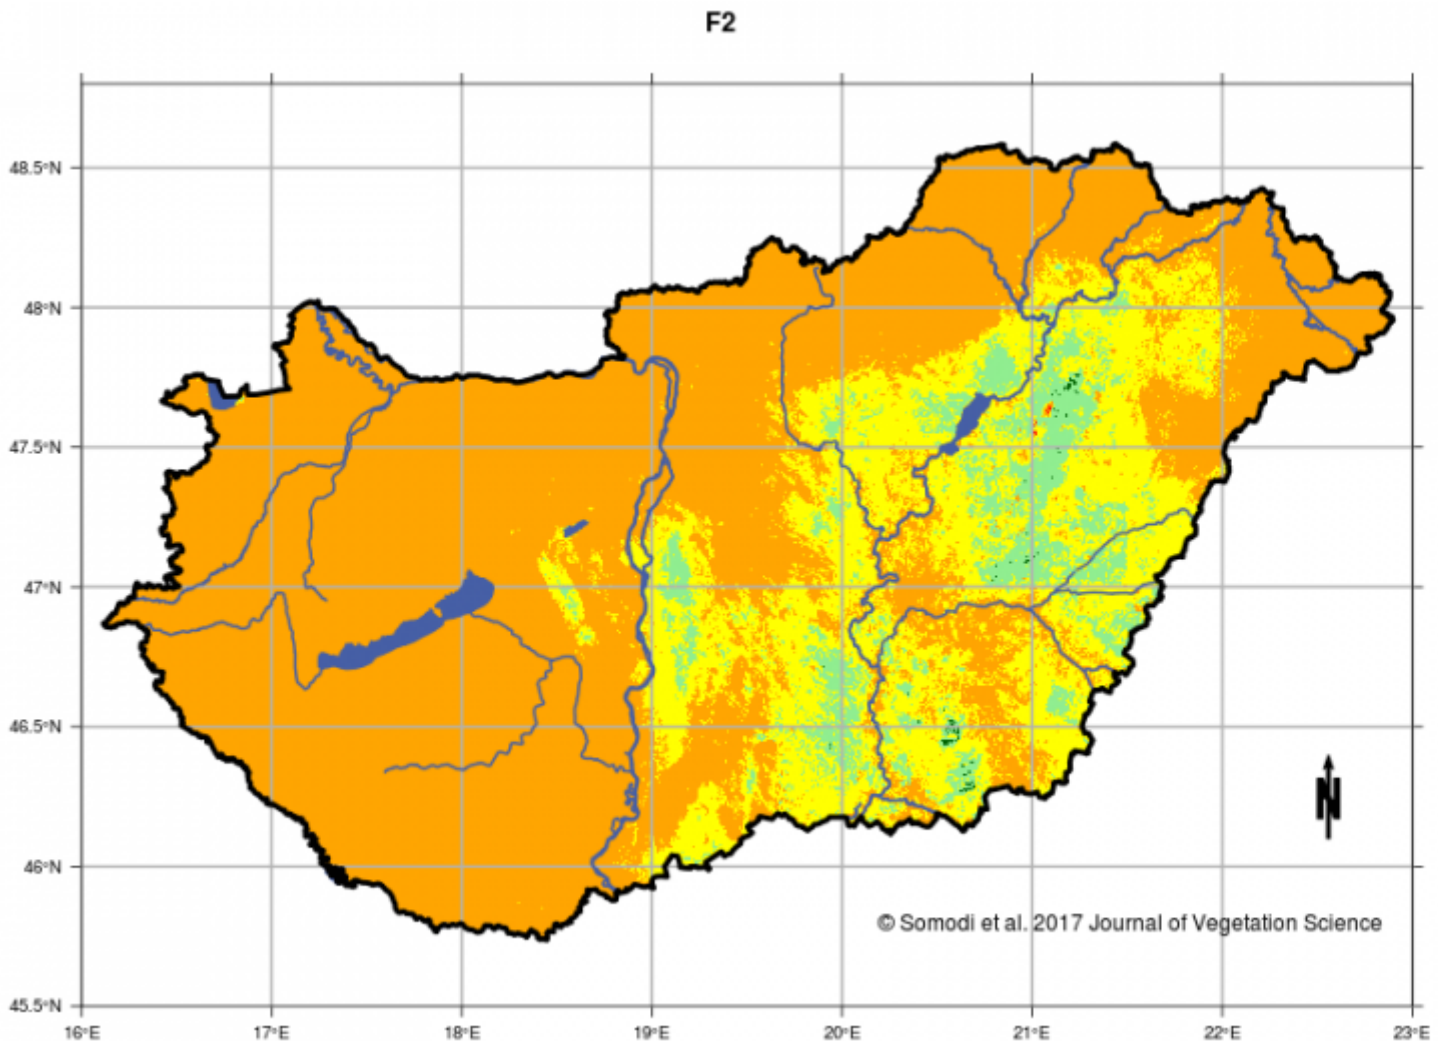 F2
48.5°N
48°N
47.5°N
47°N
46.5°N
46°N
45.5°N
N
© Somodi et al. 2017 Journal of Vegetation Science
16°E 17°E 18°E 19°E 20°E 21°E 22°E 23°E